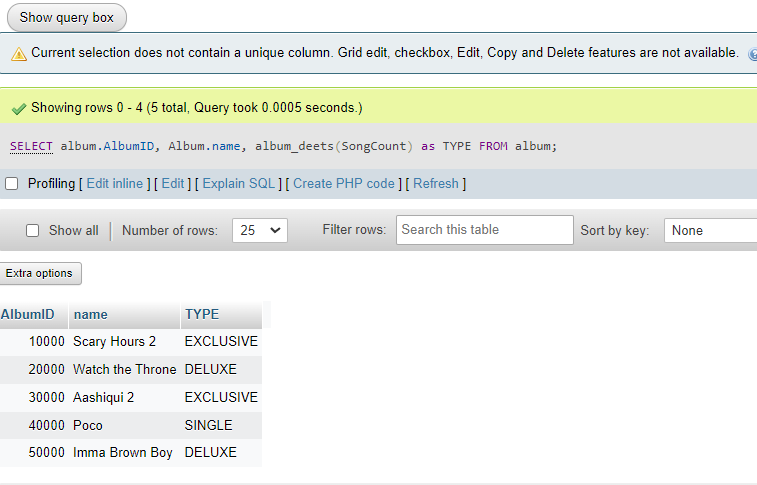 Show query box
Current selection does not contain a unique column. Grid edit, checkbox, Edit, Copy and Delete features are not available.
Showing rows 0 - 4 (5 total, Query took 0.0005 seconds.)
SELECT album.AlbumID, Album.name, album_deets(SongCount) as TYPE FROM album;
Profiling [ Edit inline ] [ Edit ] [ Explain SQL ] [ Create PHP code ] [ Refresh ]
Show all Number of rows: 25 Filter rows: Search this table Sort by key: None
Extra options
AlbumID name TYPE
10000 Scary Hours 2 EXCLUSIVE
20000 Watch the Throne DELUXE
30000 Aashiqui 2 EXCLUSIVE
40000 Poco SINGLE
50000 Imma Brown Boy DELUXE